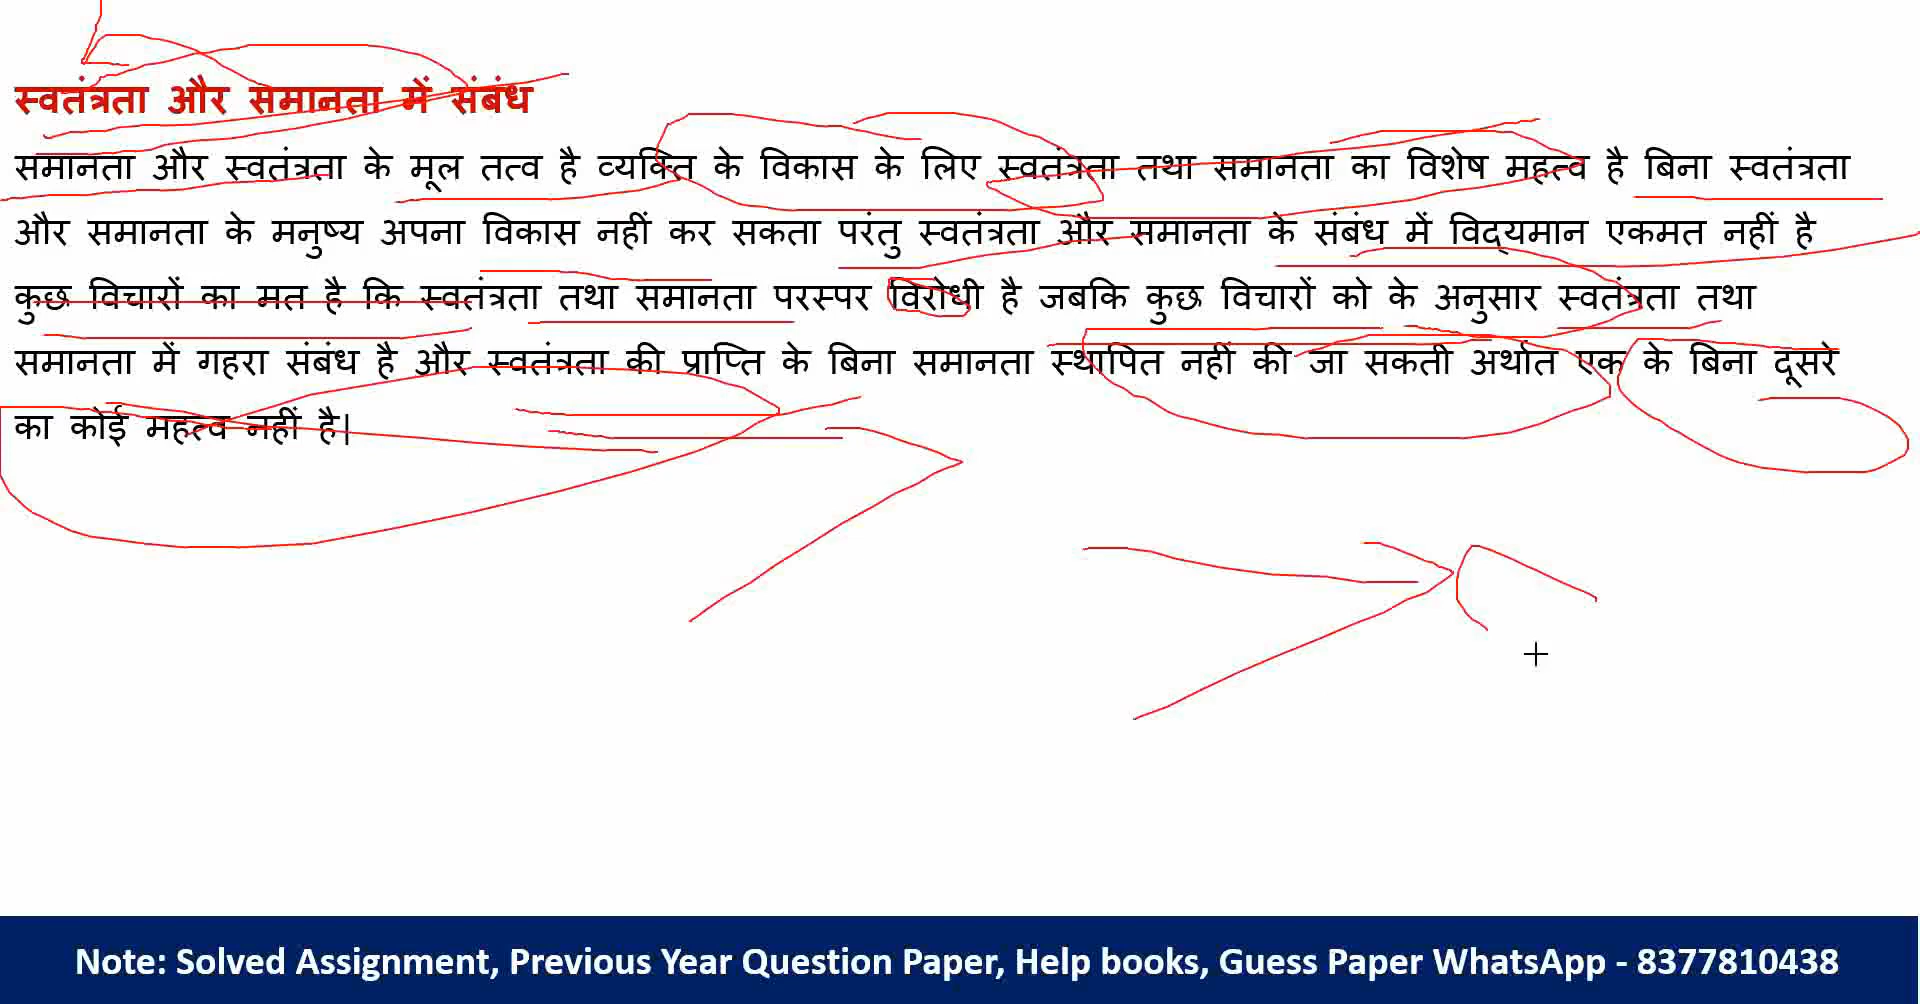 स्वतंत्रता और समानता में संबंध
समानता और स्वतंत्रता के मूल तत्व है व्यक्ति के विकास के लिए स्वतंत्रता तथा समानता का विशेष महत्व है बिना स्वतंत्रता
और समानता के मनुष्य अपना विकास नहीं कर सकता परंतु स्वतंत्रता और समानता के संबंध में विद्यमान एकमत नहीं है
कुछ विचारों का मत है कि स्वतंत्रता तथा समानता परस्पर विरोधी है जबकि कुछ विचारों को के अनुसार स्वतंत्रता तथा
समानता में गहरा संबंध है और स्वतंत्रता की प्राप्ति के बिना समानता स्थापित नहीं की जा सकती अर्थात एक के बिना दूसरे
का कोई महत्व नहीं है|
Note: Solved Assignment, Previous Year Question Paper, Help books, Guess Paper WhatsApp - 8377810438